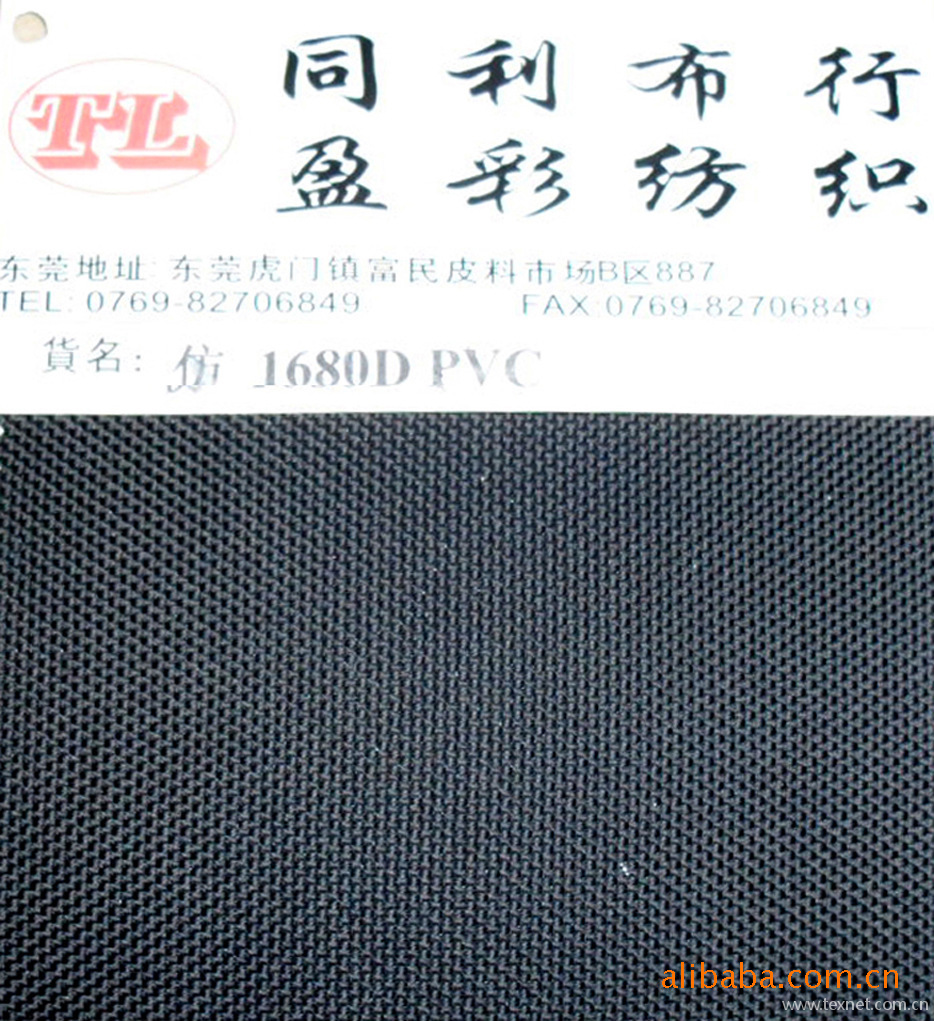 TL
同利布行
盈彩纺织
东莞地址:东莞虎门镇富民皮料市场B区887
TEL:0769-82706849 FAX:0769-82706849
貨名:仿 1680D PVC
alibaba.com.cn
www.texnet.com.cn